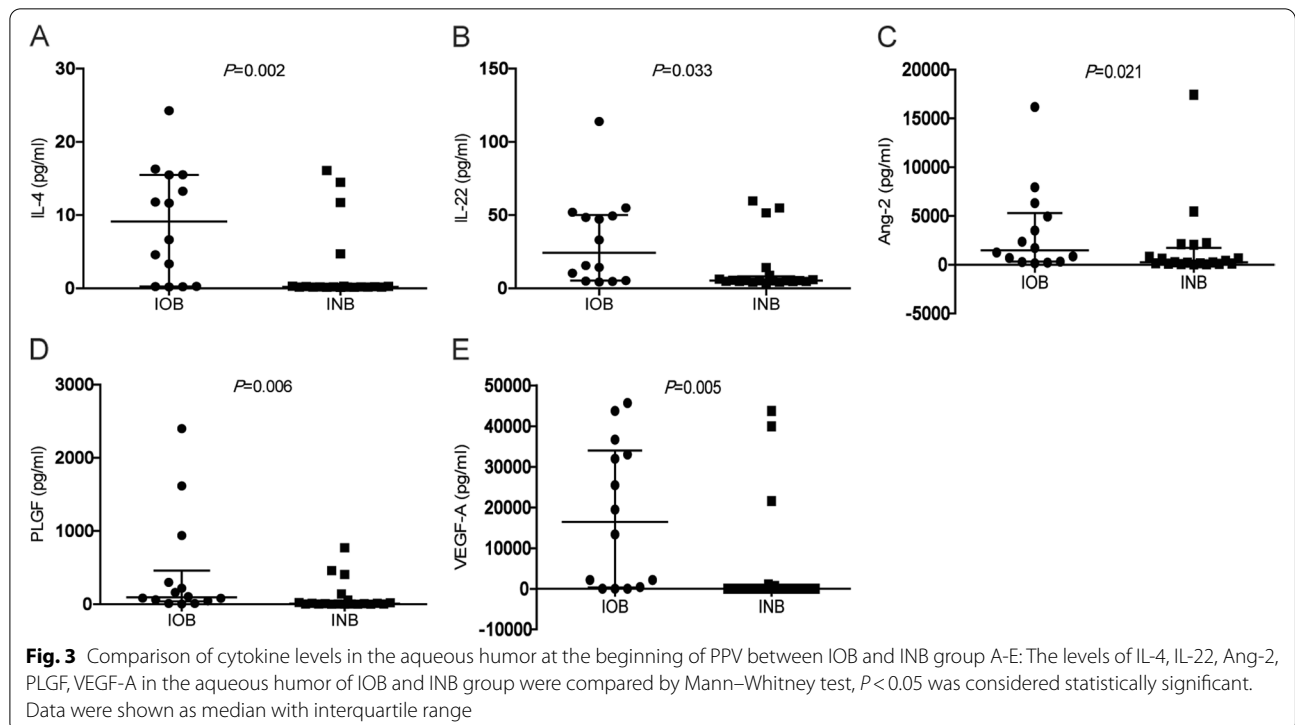 A
P=0.002
30
20
10
0
IL-4 (pg/ml)
IOB
INB
B
P=0.033
150
100
50
0
IL-22 (pg/ml)
IOB
INB
C
P=0.021
20000
15000
10000
5000
0
-5000
Ang-2 (pg/ml)
IOB
INB
D
P=0.006
3000
2000
1000
0
PLGF (pg/ml)
IOB
INB
E
P=0.005
50000
40000
30000
20000
10000
0
-10000
VEGF-A (pg/ml)
IOB
INB
Fig. 3 Comparison of cytokine levels in the aqueous humor at the beginning of PPV between IOB and INB group A-E: The levels of IL-4, IL-22, Ang-2,
PLGF, VEGF-A in the aqueous humor of IOB and INB group were compared by Mann–Whitney test, P < 0.05 was considered statistically significant.
Data were shown as median with interquartile range